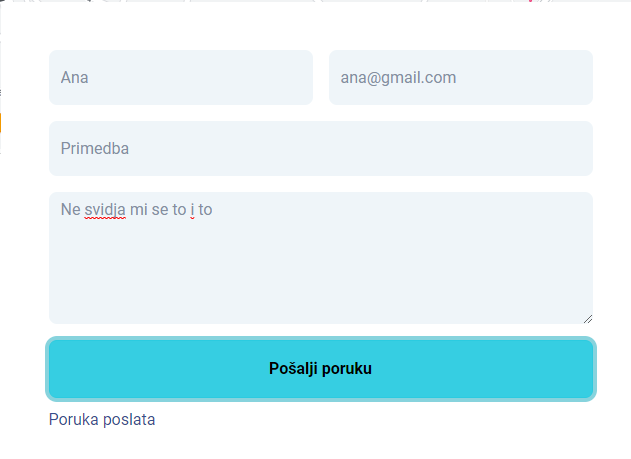 Ana
ana@gmail.com
Primedba
Ne svidja mi se to i to
Pošalji poruku
Poruka poslata